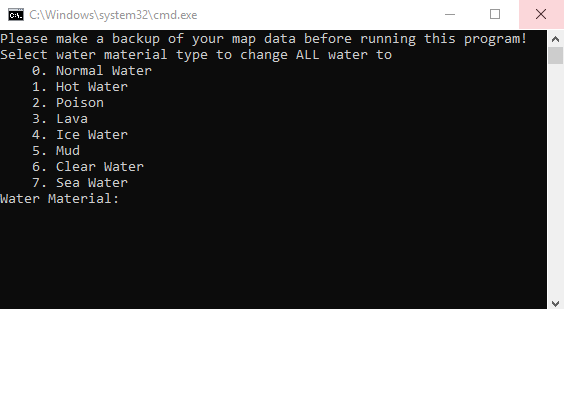 C:\Windows\system32\cmd.exe
Please make a backup of your map data before running this program!
Select water material type to change ALL water to
    0. Normal Water
    1. Hot Water
    2. Poison
    3. Lava
    4. Ice Water
    5. Mud
    6. Clear Water
    7. Sea Water
Water Material: